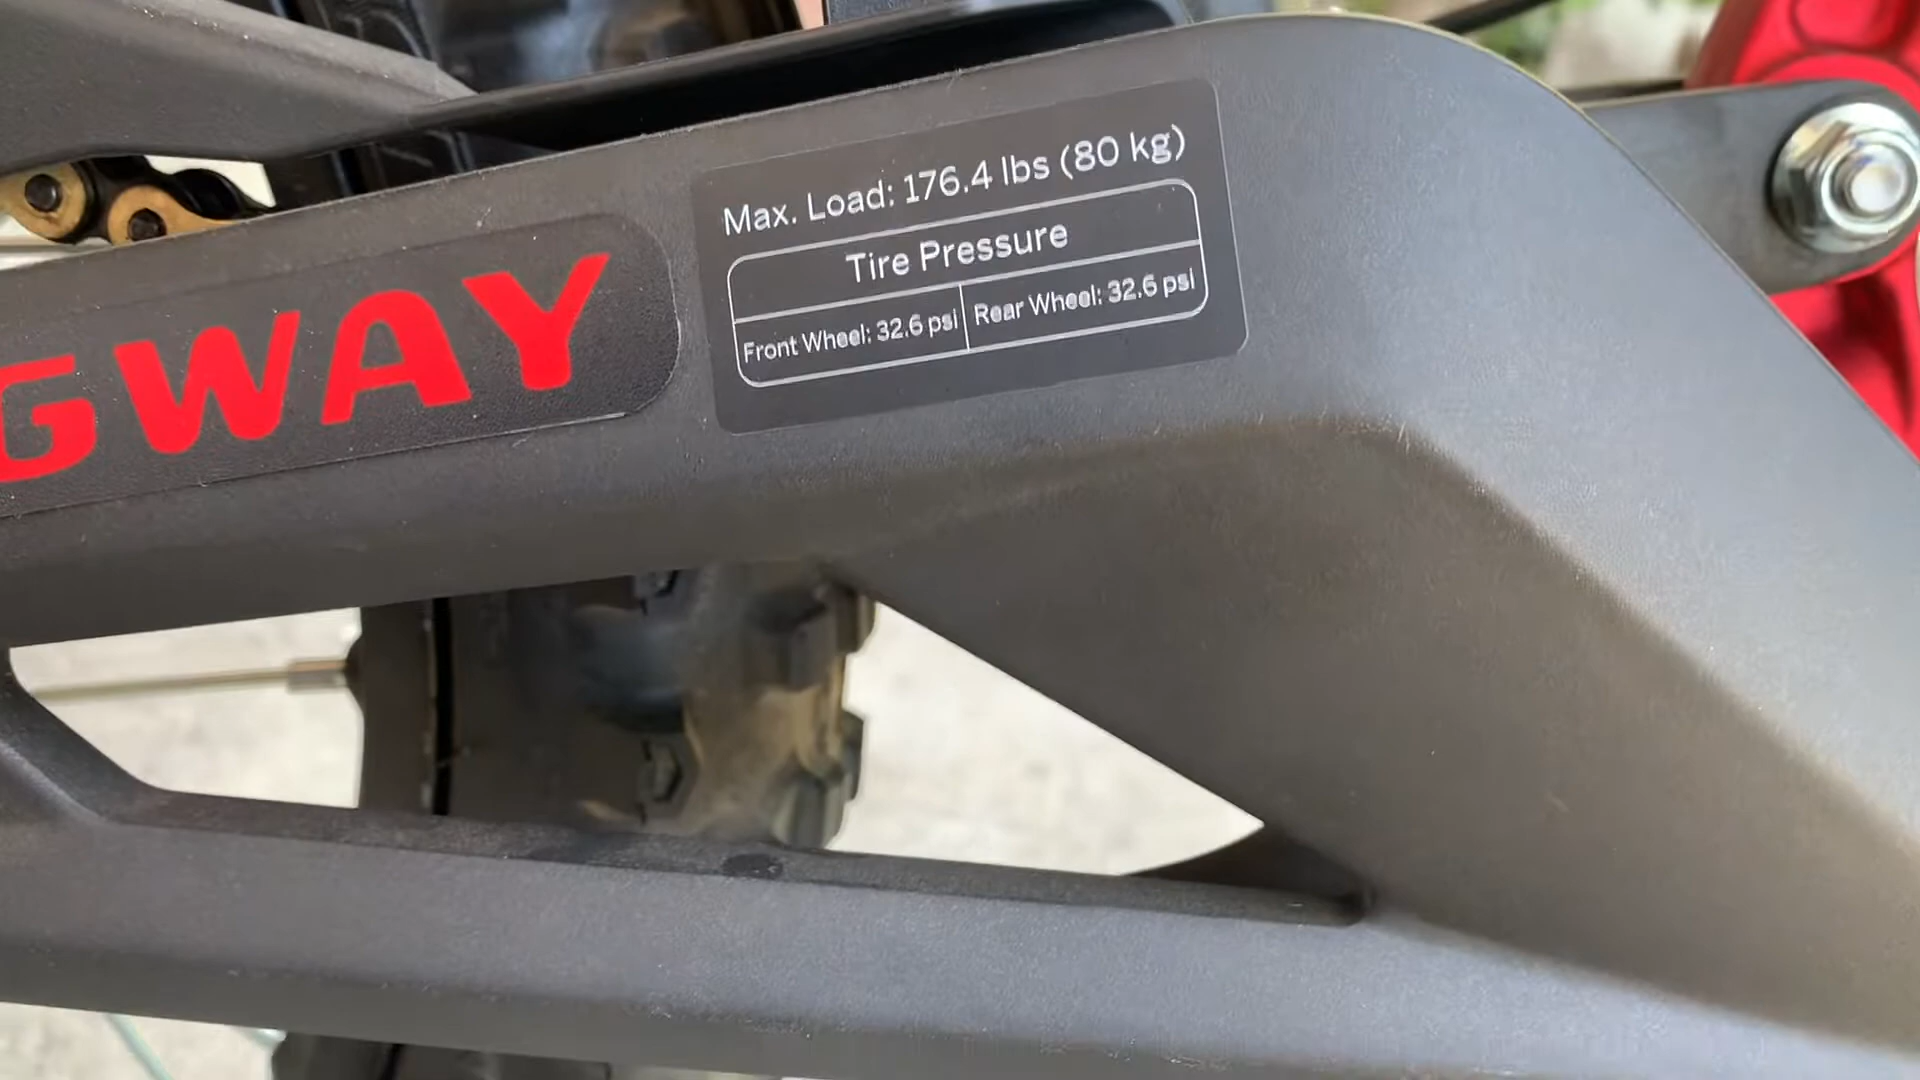 GWAY
Max. Load: 176.4 lbs (80 kg)
Tire Pressure
Front Wheel: 32.6 psi
Rear Wheel: 32.6 psi